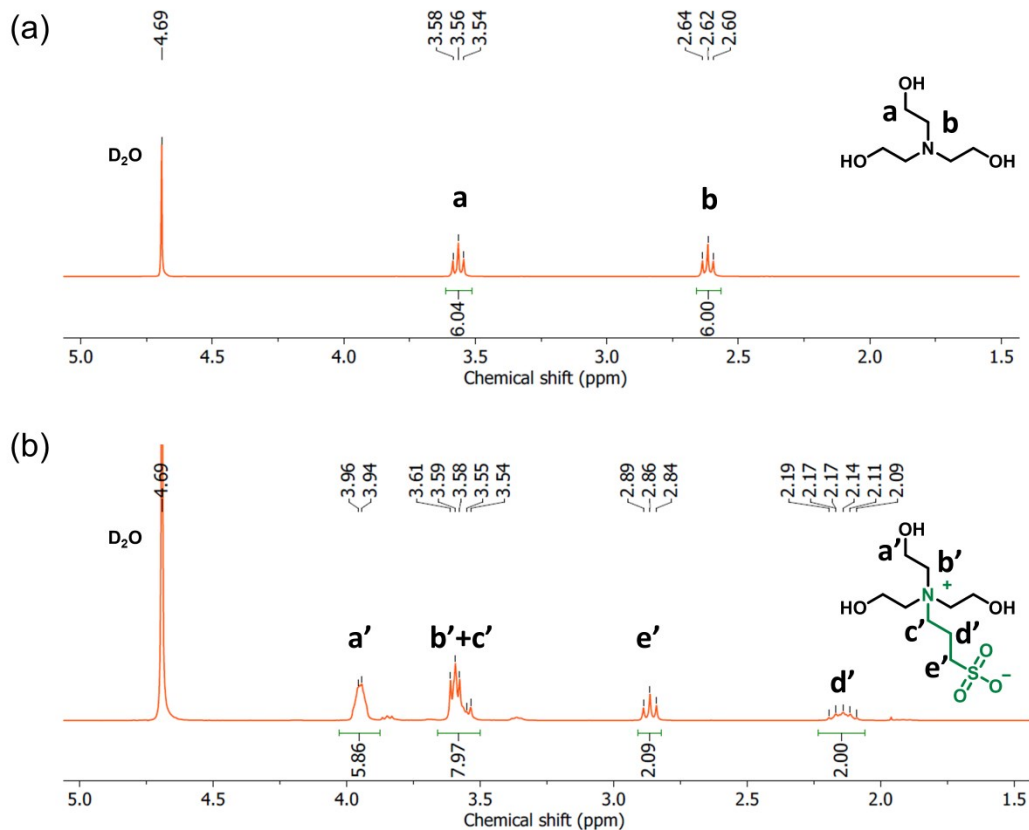 (a)
4.69
3.58
3.56
3.54
2.64
2.62
2.60
OH
a
b
N
HO
OH
D₂O
a
b
6.04
6.00
5.0 4.5 4.0 3.5 3.0 2.5 2.0 1.5
Chemical shift (ppm)
(b)
4.69
3.96
3.94
3.61
3.59
3.58
3.55
3.54
2.89
2.86
2.84
2.19
2.17
2.17
2.14
2.11
2.09
D₂O
OH
a’
b’
N
+
HO
OH
c’
d’
e’
O
S
O⁻
O
a’
b’+c’
e’
d’
5.86
7.97
2.09
2.00
5.0 4.5 4.0 3.5 3.0 2.5 2.0 1.5
Chemical shift (ppm)